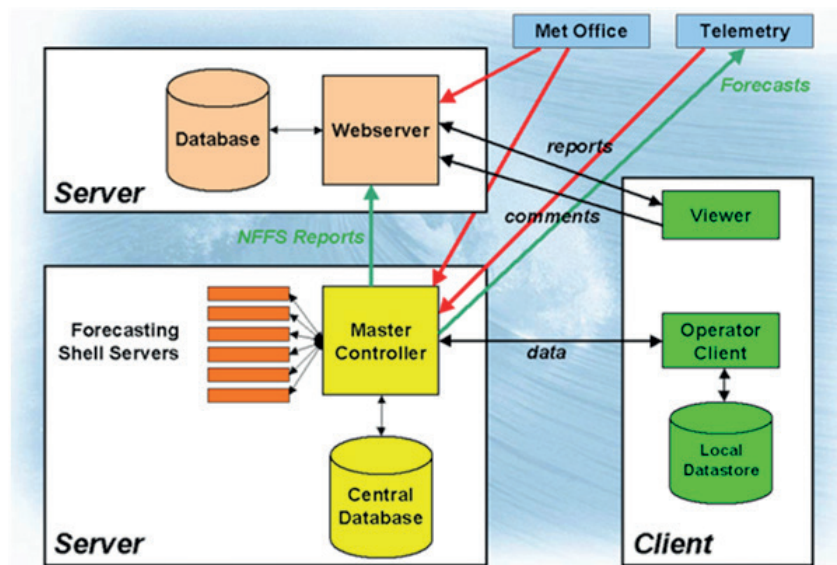 Met Office
Telemetry
Forecasts
Database
Webserver
reports
Server
comments
Viewer
NFFS Reports
Forecasting
Shell Servers
Master
Controller
data
Operator
Client
Local
Datastore
Central
Database
Server
Client